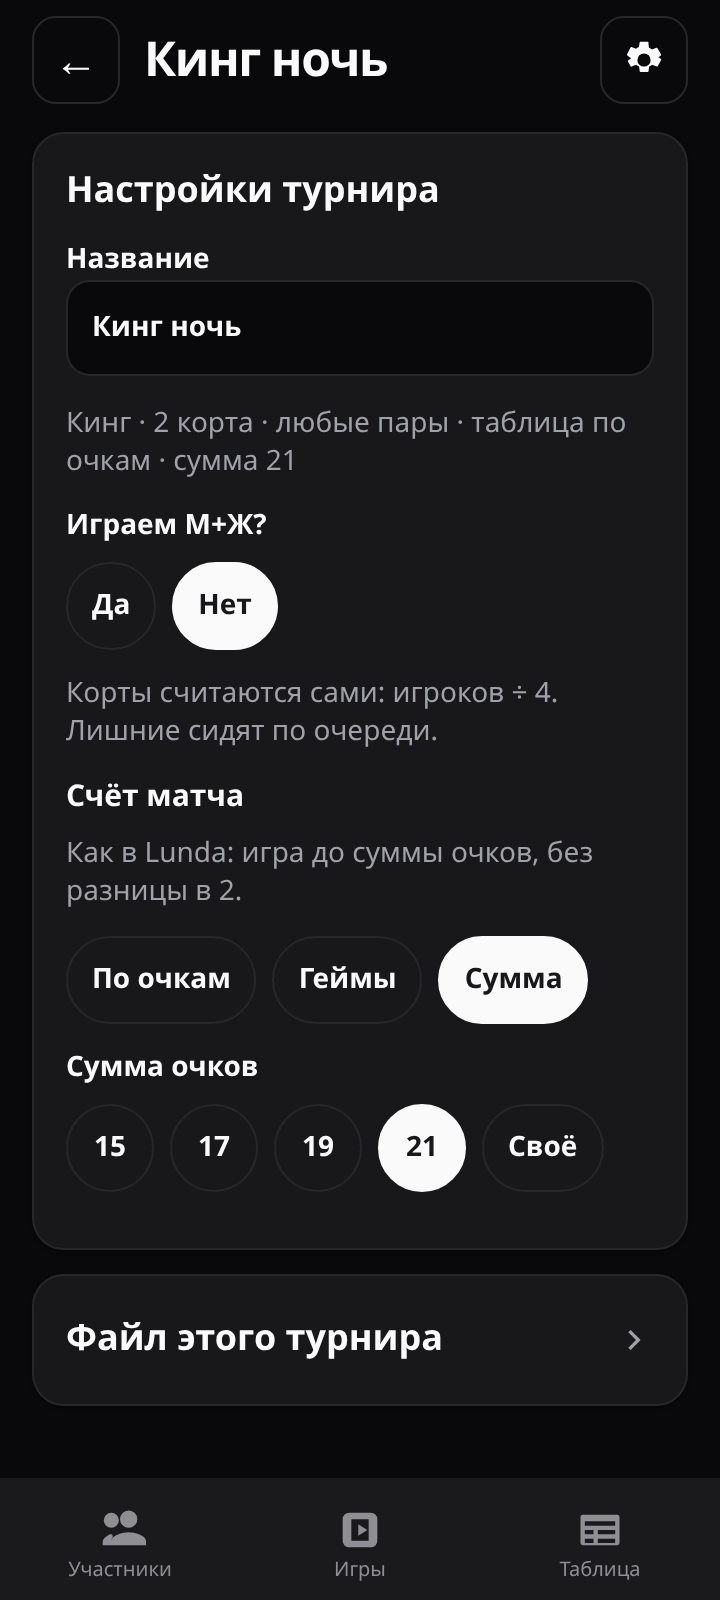 ← Кинг ночь
Настройки турнира
Название
Кинг ночь
Кинг · 2 корта · любые пары · таблица по
очкам · сумма 21
Играем М+Ж?
Да Нет
Корты считаются сами: игроков ÷ 4.
Лишние сидят по очереди.
Счёт матча
Как в Lunda: игра до суммы очков, без
разницы в 2.
По очкам Геймы Сумма
Сумма очков
15 17 19 21 Своё
Файл этого турнира ›
Участники Игры Таблица